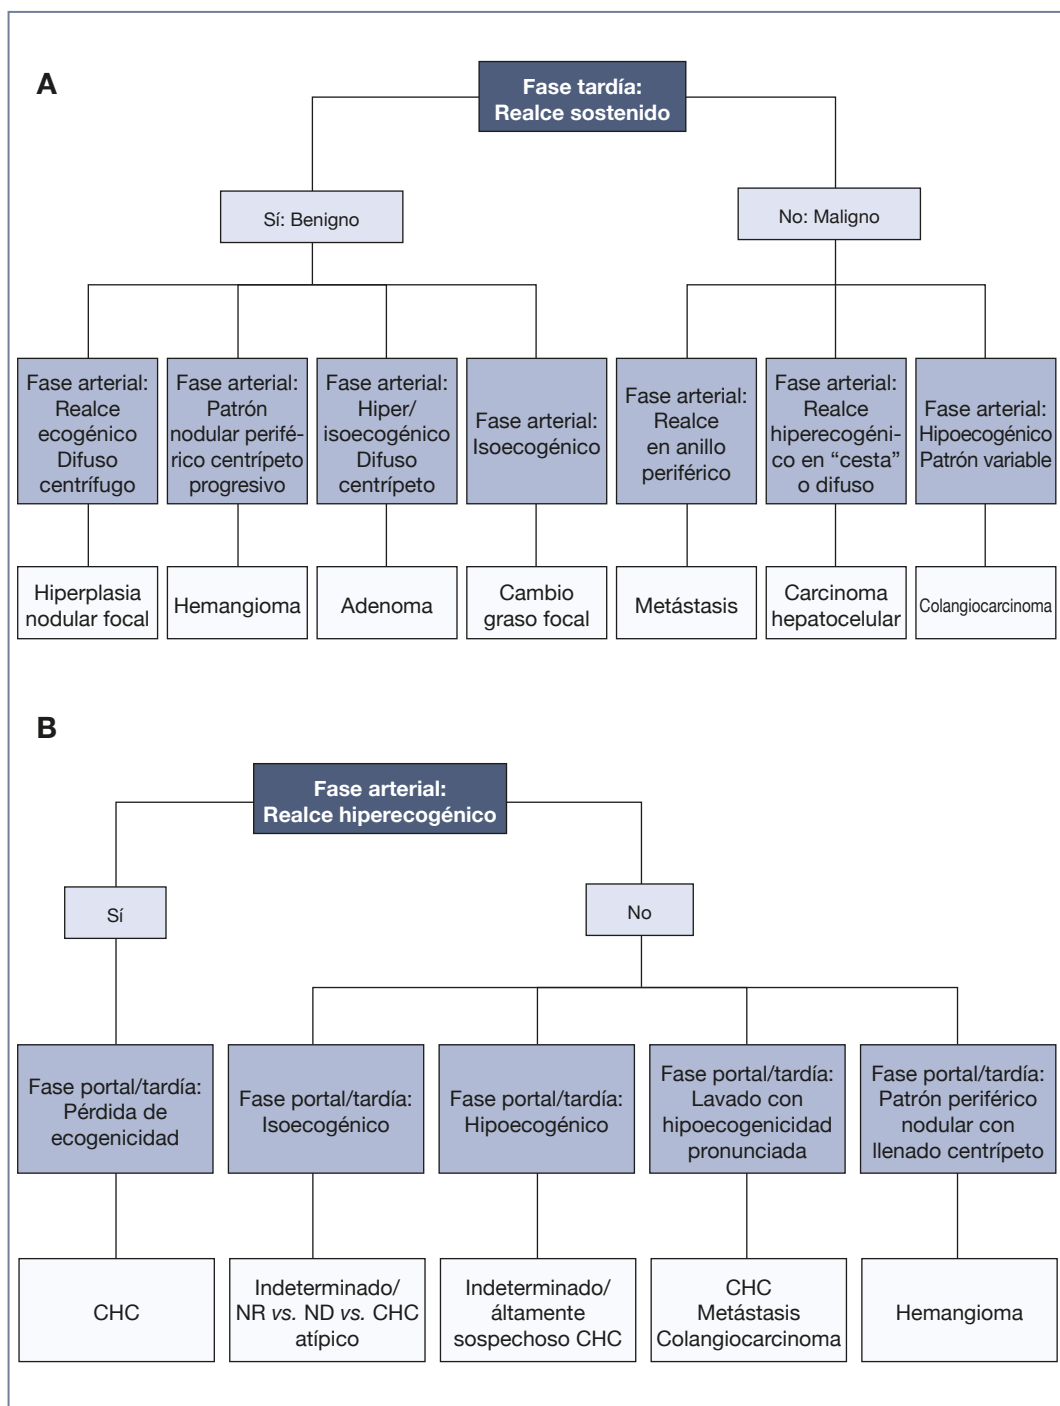 A
Fase tardía:
Realce sostenido
Sí: Benigno
No: Maligno
Fase arterial:
Realce
ecogénico
Difuso
centrífugo
Fase arterial:
Patrón
nodular perifé-
rico centrípeto
progresivo
Fase arterial:
Hiper/
isoecogénico
Difuso
centrípeto
Fase arterial:
Isoecogénico
Fase arterial:
Realce
en anillo
periférico
Fase arterial:
Realce
hiperecogéni-
co en “cesta”
o difuso
Fase arterial:
Hipoecogénico
Patrón variable
Hiperplasia
nodular focal
Hemangioma
Adenoma
Cambio
graso focal
Metástasis
Carcinoma
hepatocelular
Colangiocarcinoma
B
Fase arterial:
Realce hiperecogénico
Sí
No
Fase portal/tardía:
Pérdida de
ecogenicidad
Fase portal/tardía:
Isoecogénico
Fase portal/tardía:
Hipoecogénico
Fase portal/tardía:
Lavado con
hipoecogenicidad
pronunciada
Fase portal/tardía:
Patrón periférico
nodular con
llenado centrípeto
CHC
Indeterminado/
NR vs. ND vs. CHC
atípico
Indeterminado/
áltamente
sospechoso CHC
CHC
Metástasis
Colangiocarcinoma
Hemangioma